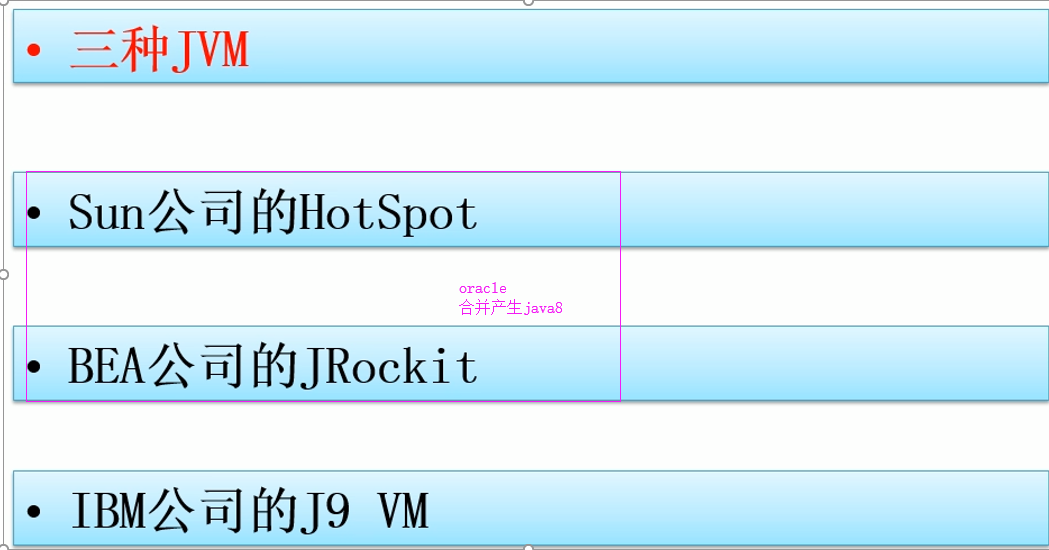 • 三种JVM
• Sun公司的HotSpot
oracle
合并产生java8
• BEA公司的JRockit
• IBM公司的J9 VM